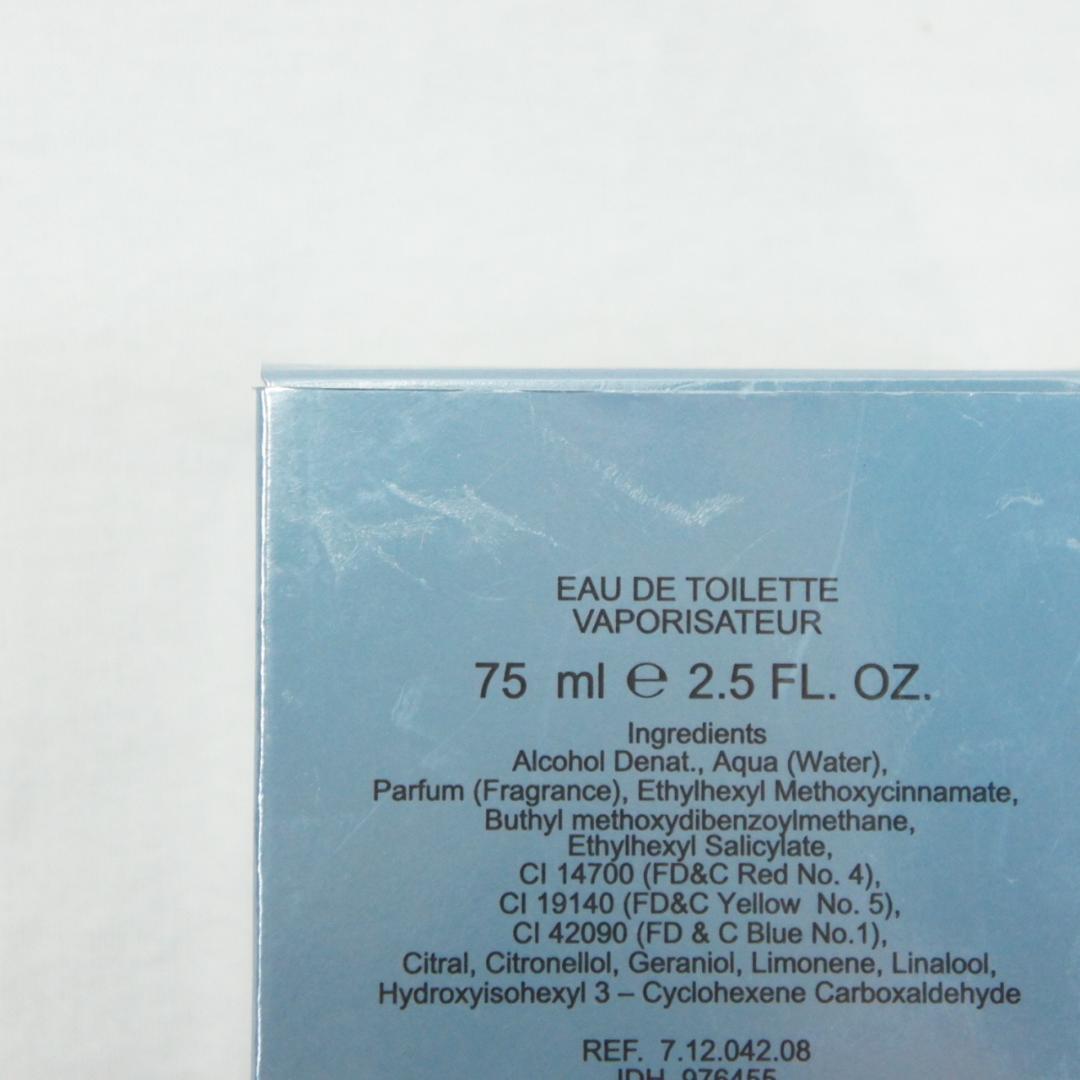 EAU DE TOILETTE
VAPORISATEUR
75 ml ℮ 2.5 FL. OZ.
Ingredients
Alcohol Denat., Aqua (Water),
Parfum (Fragrance), Ethylhexyl Methoxycinnamate,
Buthyl methoxydibenzoylmethane,
Ethylhexyl Salicylate,
CI 14700 (FD&C Red No. 4),
CI 19140 (FD&C Yellow No. 5),
CI 42090 (FD & C Blue No.1),
Citral, Citronellol, Geraniol, Limonene, Linalool,
Hydroxyisohexyl 3 – Cyclohexene Carboxaldehyde
REF. 7.12.042.08
IDH 976455